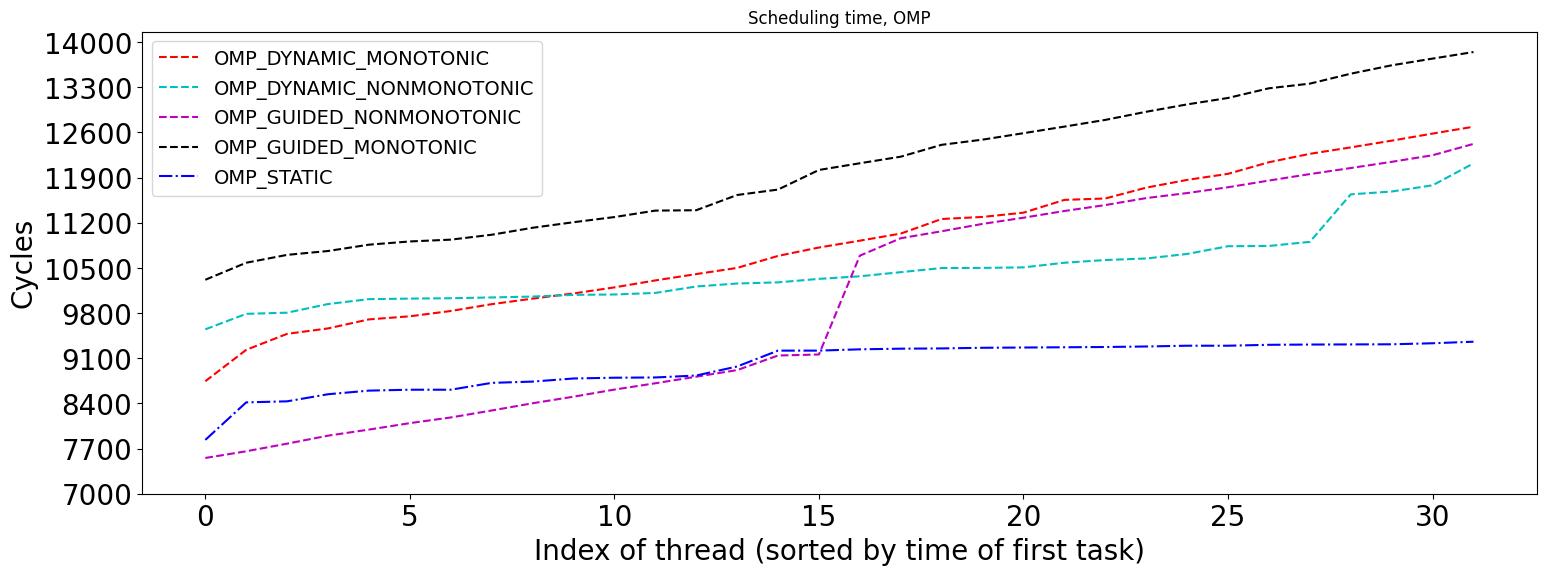 Scheduling time, OMP
14000
13300
12600
11900
11200
10500
9800
9100
8400
7700
7000
Cycles
OMP_DYNAMIC_MONOTONIC
OMP_DYNAMIC_NONMONOTONIC
OMP_GUIDED_NONMONOTONIC
OMP_GUIDED_MONOTONIC
OMP_STATIC
0 5 10 15 20 25 30
Index of thread (sorted by time of first task)